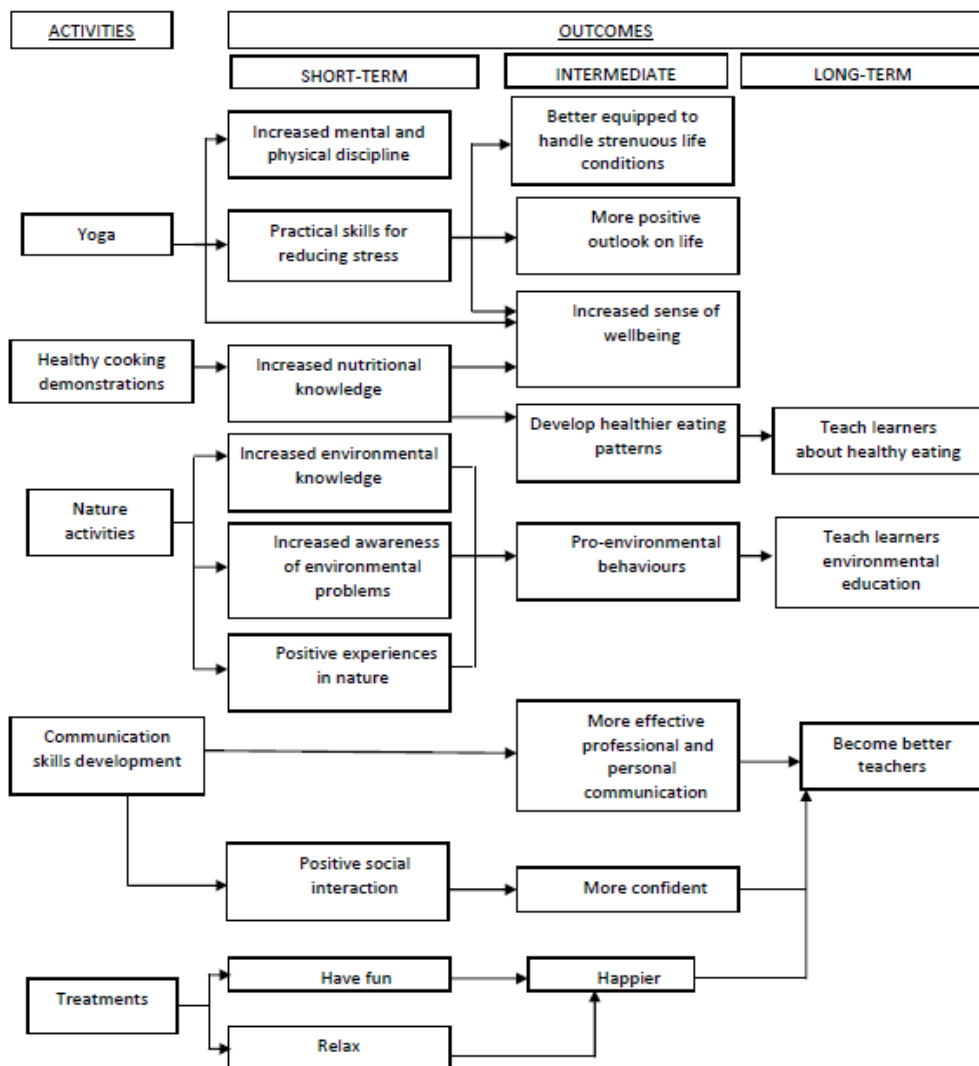 ACTIVITIES
OUTCOMES
SHORT-TERM
INTERMEDIATE
LONG-TERM
Increased mental and
physical discipline
Better equipped to
handle strenuous life
conditions
Yoga
Practical skills for
reducing stress
More positive
outlook on life
Increased sense of
wellbeing
Healthy cooking
demonstrations
Increased nutritional
knowledge
Develop healthier eating
patterns
Teach learners
about healthy eating
Increased environmental
knowledge
Nature
activities
Increased awareness
of environmental
problems
Pro-environmental
behaviours
Teach learners
environmental
education
Positive experiences
in nature
Communication
skills development
More effective
professional and
personal
communication
Become better
teachers
Positive social
interaction
More confident
Have fun
Happier
Treatments
Relax